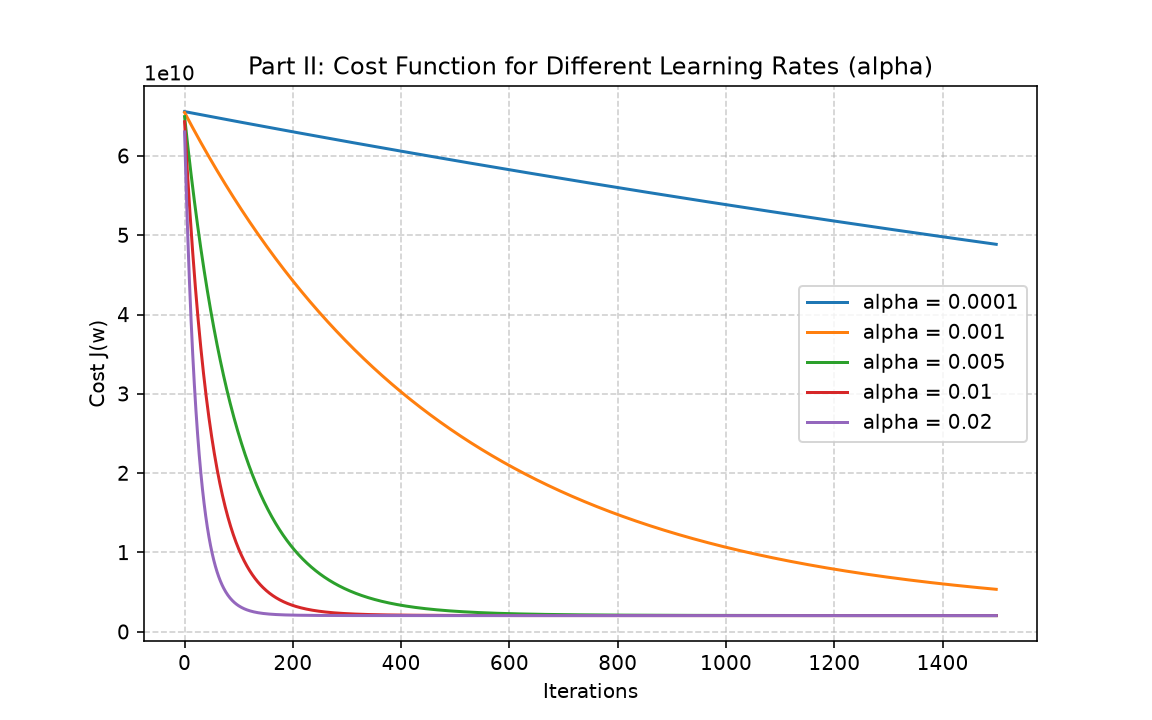 Part II: Cost Function for Different Learning Rates (alpha)
1e10
6
5
4
3
2
1
0
Cost J(w)
alpha = 0.0001
alpha = 0.001
alpha = 0.005
alpha = 0.01
alpha = 0.02
0 200 400 600 800 1000 1200 1400
Iterations